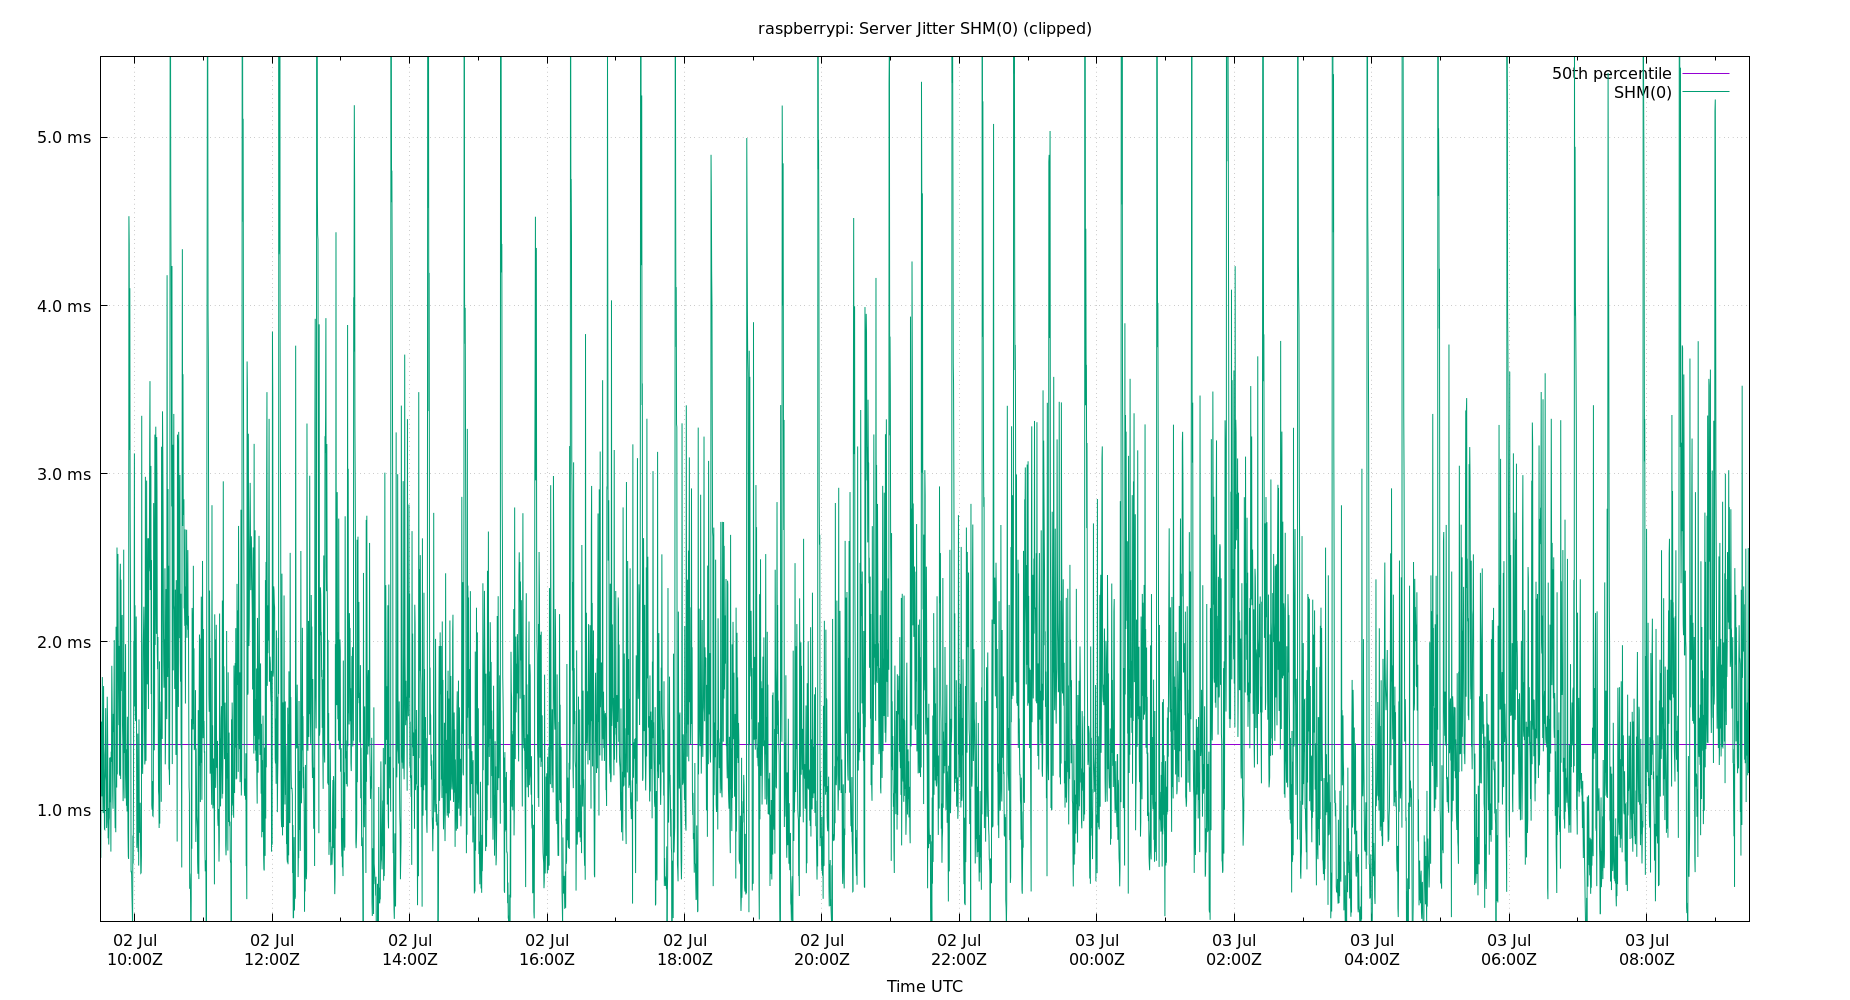 raspberrypi: Server Jitter SHM(0) (clipped)
50th percentile
SHM(0)
5.0 ms
4.0 ms
3.0 ms
2.0 ms
1.0 ms
02 Jul 02 Jul 02 Jul 02 Jul 02 Jul 02 Jul 02 Jul 03 Jul 03 Jul 03 Jul 03 Jul 03 Jul
10:00Z 12:00Z 14:00Z 16:00Z 18:00Z 20:00Z 22:00Z 00:00Z 02:00Z 04:00Z 06:00Z 08:00Z
Time UTC